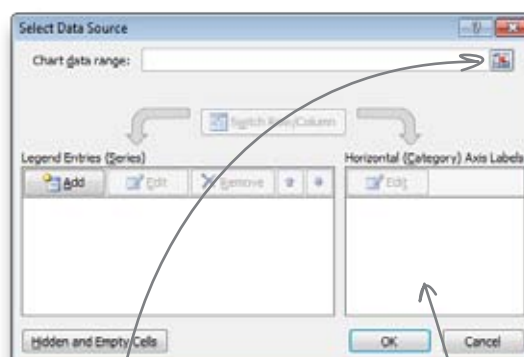 Select Data Source
Chart data range:
Switch Row/Column
Legend Entries (Series)
Horizontal (Category) Axis Labels
Add
Edit
Remove
Edit
Hidden and Empty Cells
OK
Cancel